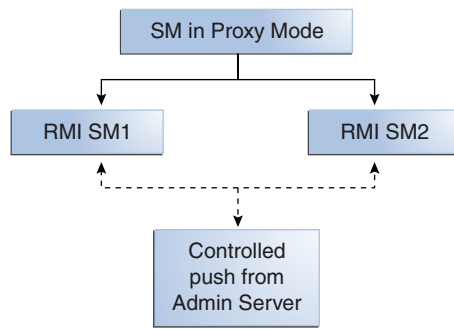 SM in Proxy Mode
RMI SM1
RMI SM2
Controlled
push from
Admin Server